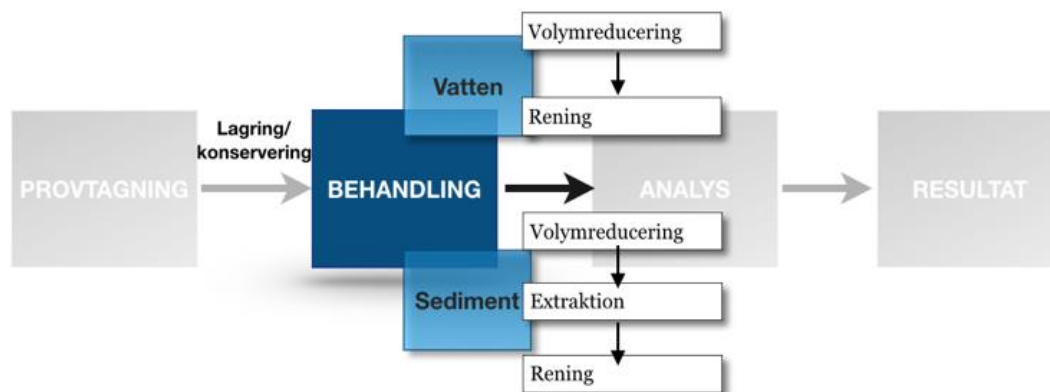 Volymreducering
Vatten
Rening
Lagring/
konservering
PROVTAGNING
BEHANDLING
ANALYS
RESULTAT
Volymreducering
Sediment
Extraktion
Rening